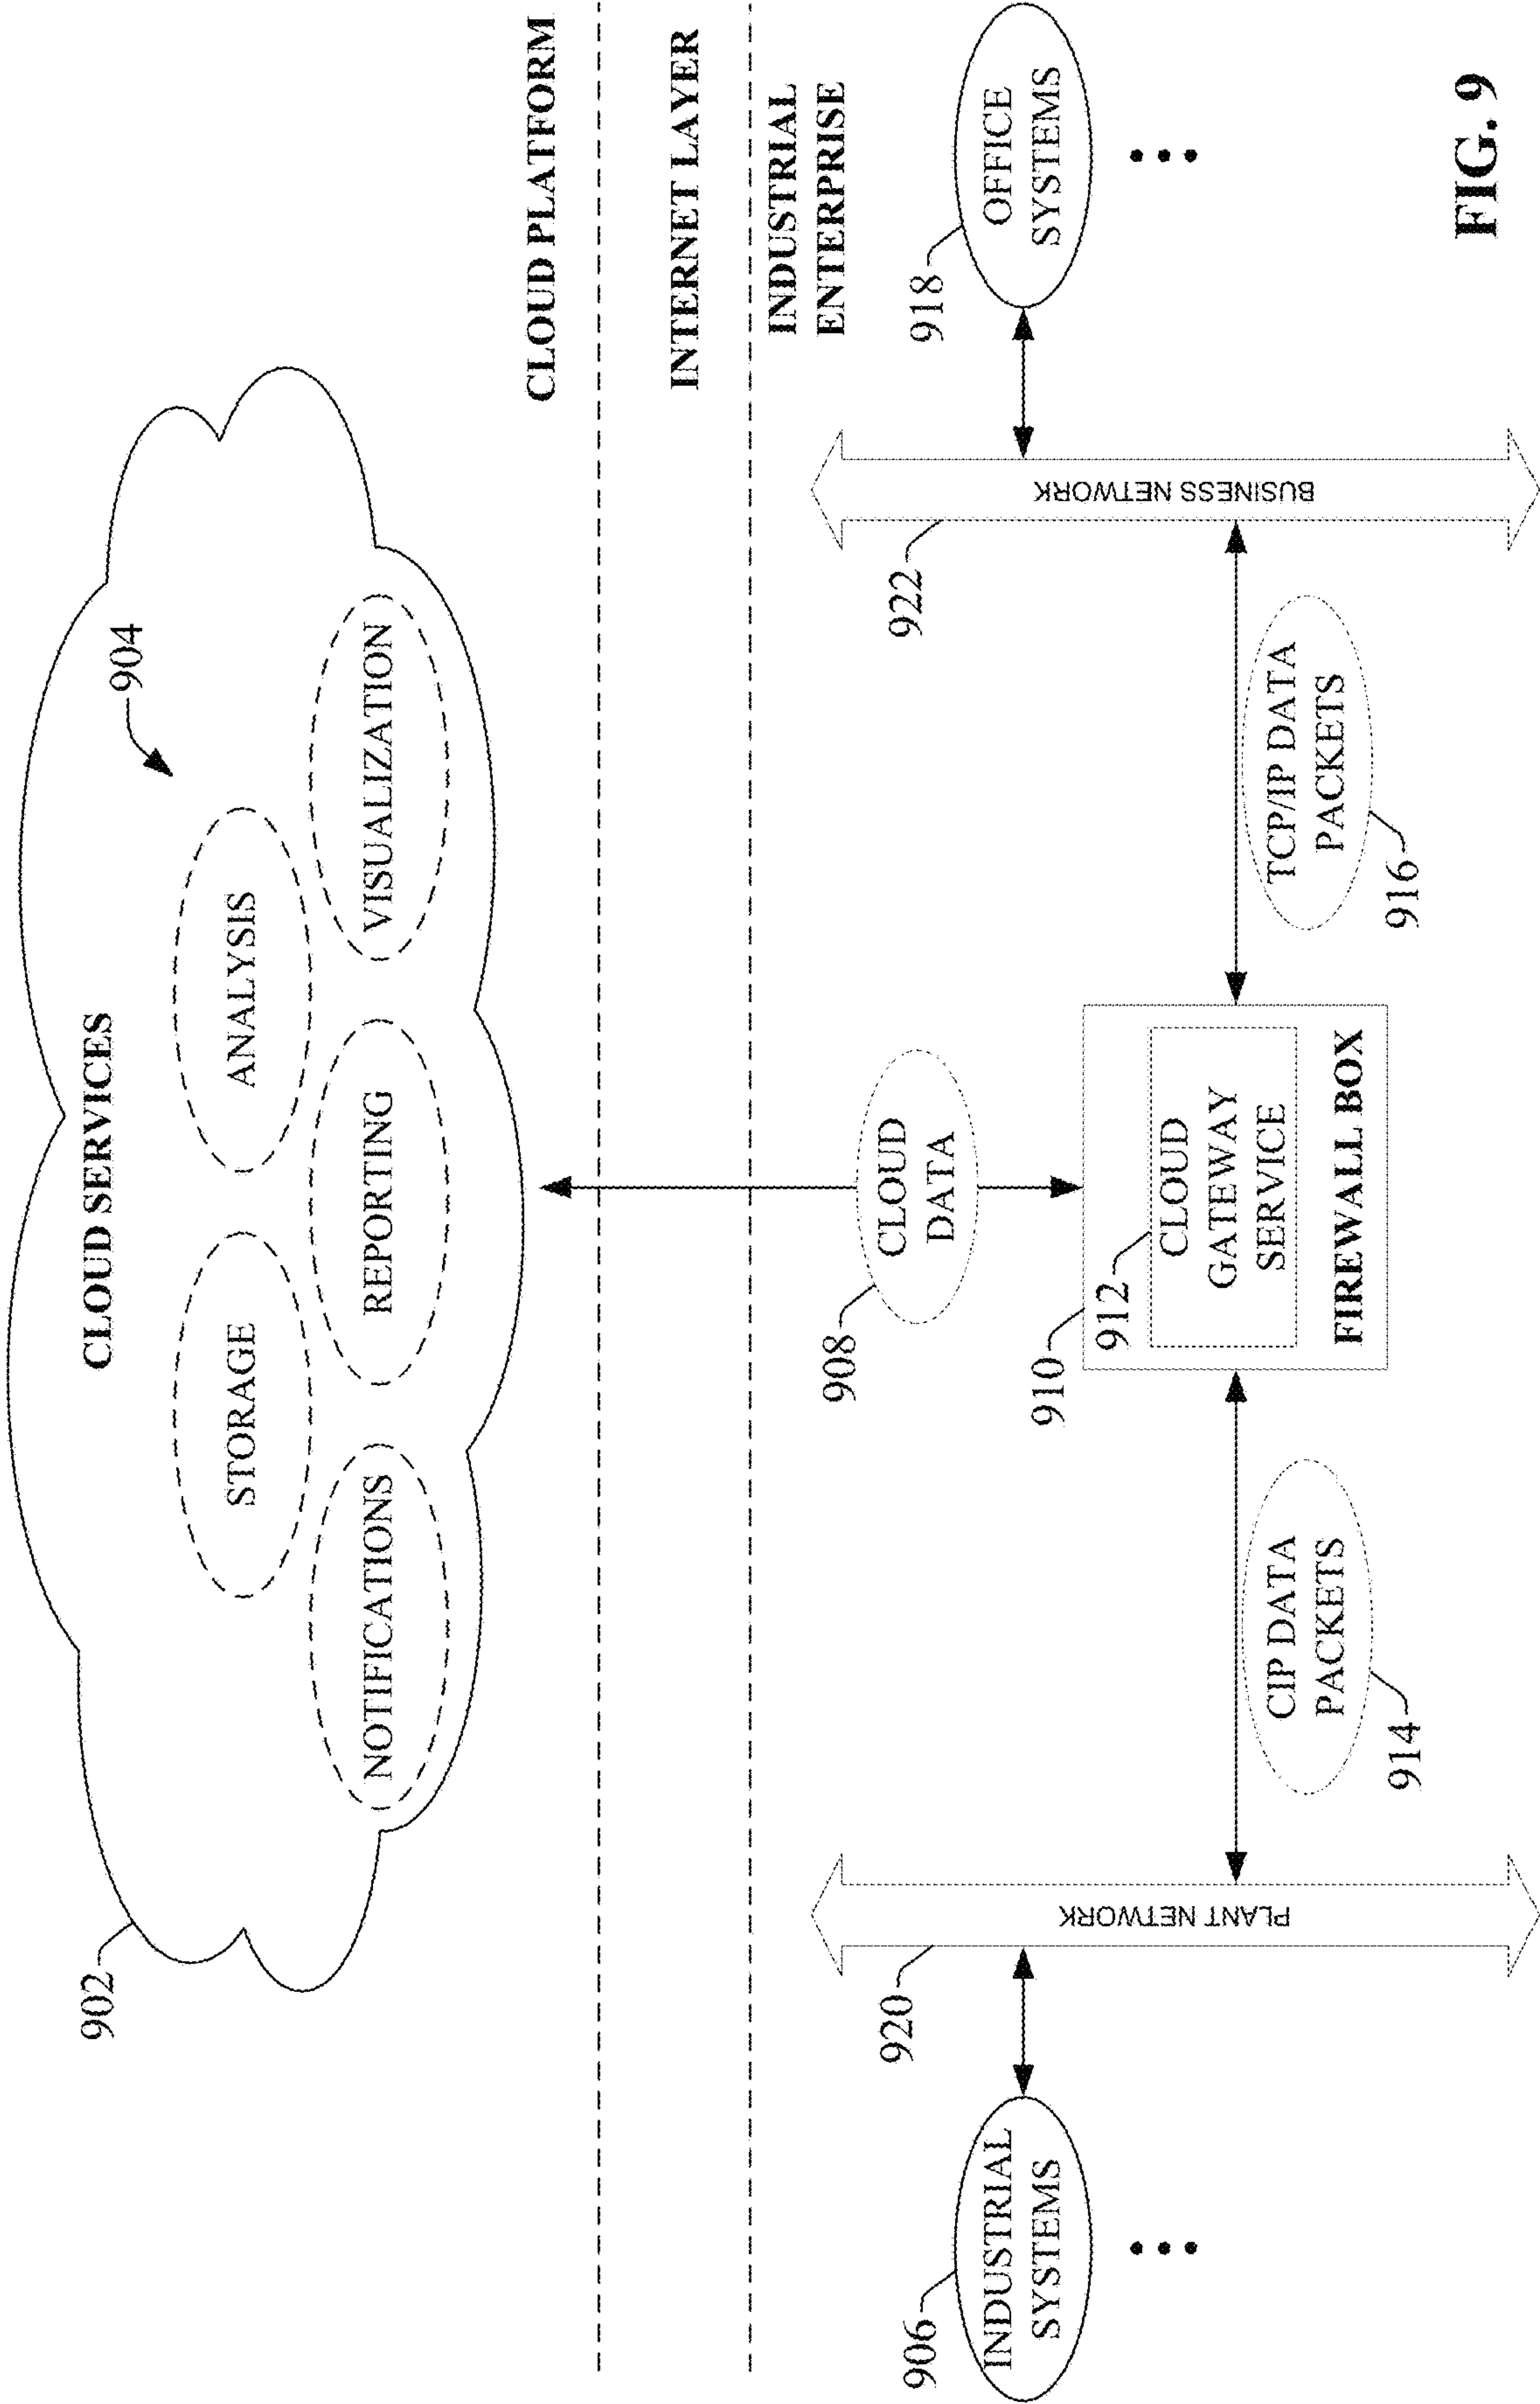 902
CLOUD SERVICES
904
STORAGE
ANALYSIS
NOTIFICATIONS
REPORTING
VISUALIZATION
CLOUD PLATFORM
INTERNET LAYER
INDUSTRIAL
ENTERPRISE
908
CLOUD
DATA
906
INDUSTRIAL
SYSTEMS
920
PLANT NETWORK
910
912
CLOUD
GATEWAY
SERVICE
FIREWALL BOX
922
BUSINESS NETWORK
918
OFFICE
SYSTEMS
CIP DATA
PACKETS
914
TCP/IP DATA
PACKETS
916
FIG. 9